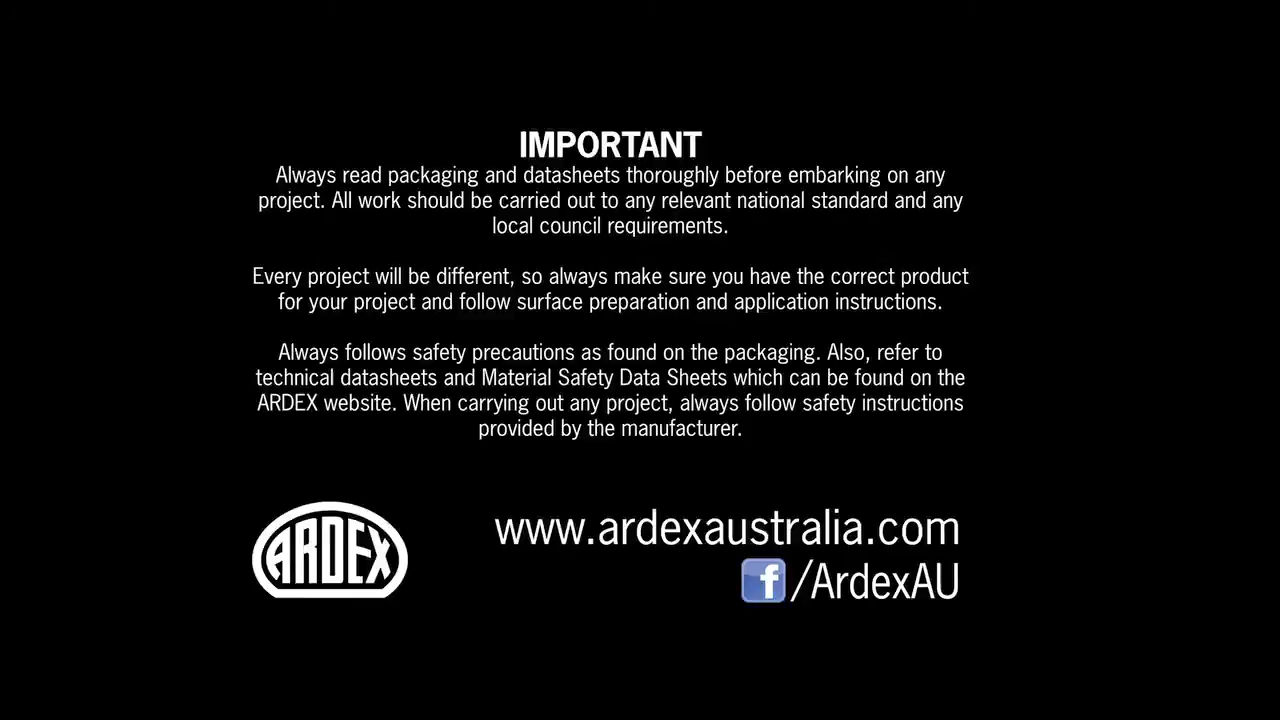 IMPORTANT
Always read packaging and datasheets thoroughly before embarking on any
project. All work should be carried out to any relevant national standard and any
local council requirements.
Every project will be different, so always make sure you have the correct product
for your project and follow surface preparation and application instructions.
Always follows safety precautions as found on the packaging. Also, refer to
technical datasheets and Material Safety Data Sheets which can be found on the
ARDEX website. When carrying out any project, always follow safety instructions
provided by the manufacturer.
ARDEX
www.ardexaustralia.com
f/ArdexAU